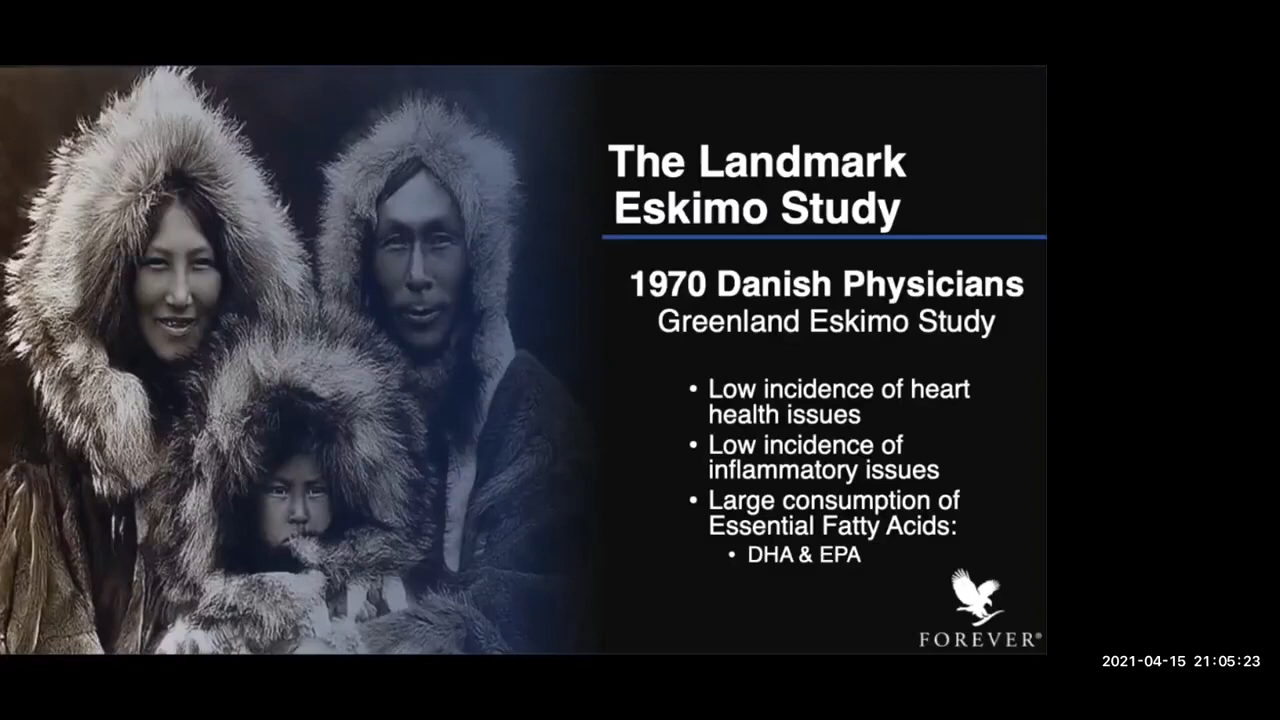 The Landmark
Eskimo Study
1970 Danish Physicians
Greenland Eskimo Study
• Low incidence of heart
health issues
• Low incidence of
inflammatory issues
• Large consumption of
Essential Fatty Acids:
• DHA & EPA
FOREVER®
2021-04-15 21:05:23